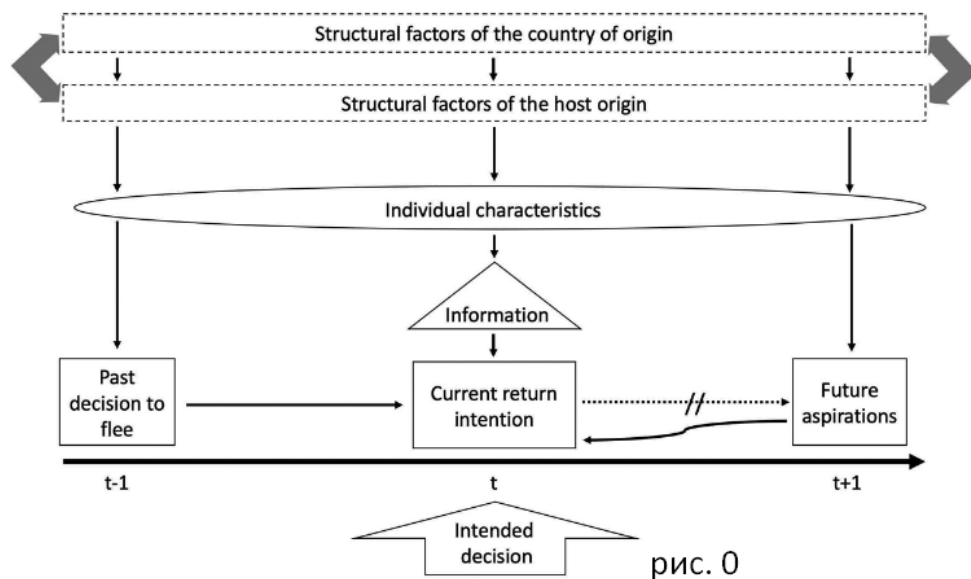 Structural factors of the country of origin
Structural factors of the host origin
Individual characteristics
Information
Past
decision to
flee
Current return
intention
//
Future
aspirations
t-1
t
t+1
Intended
decision
рис. 0